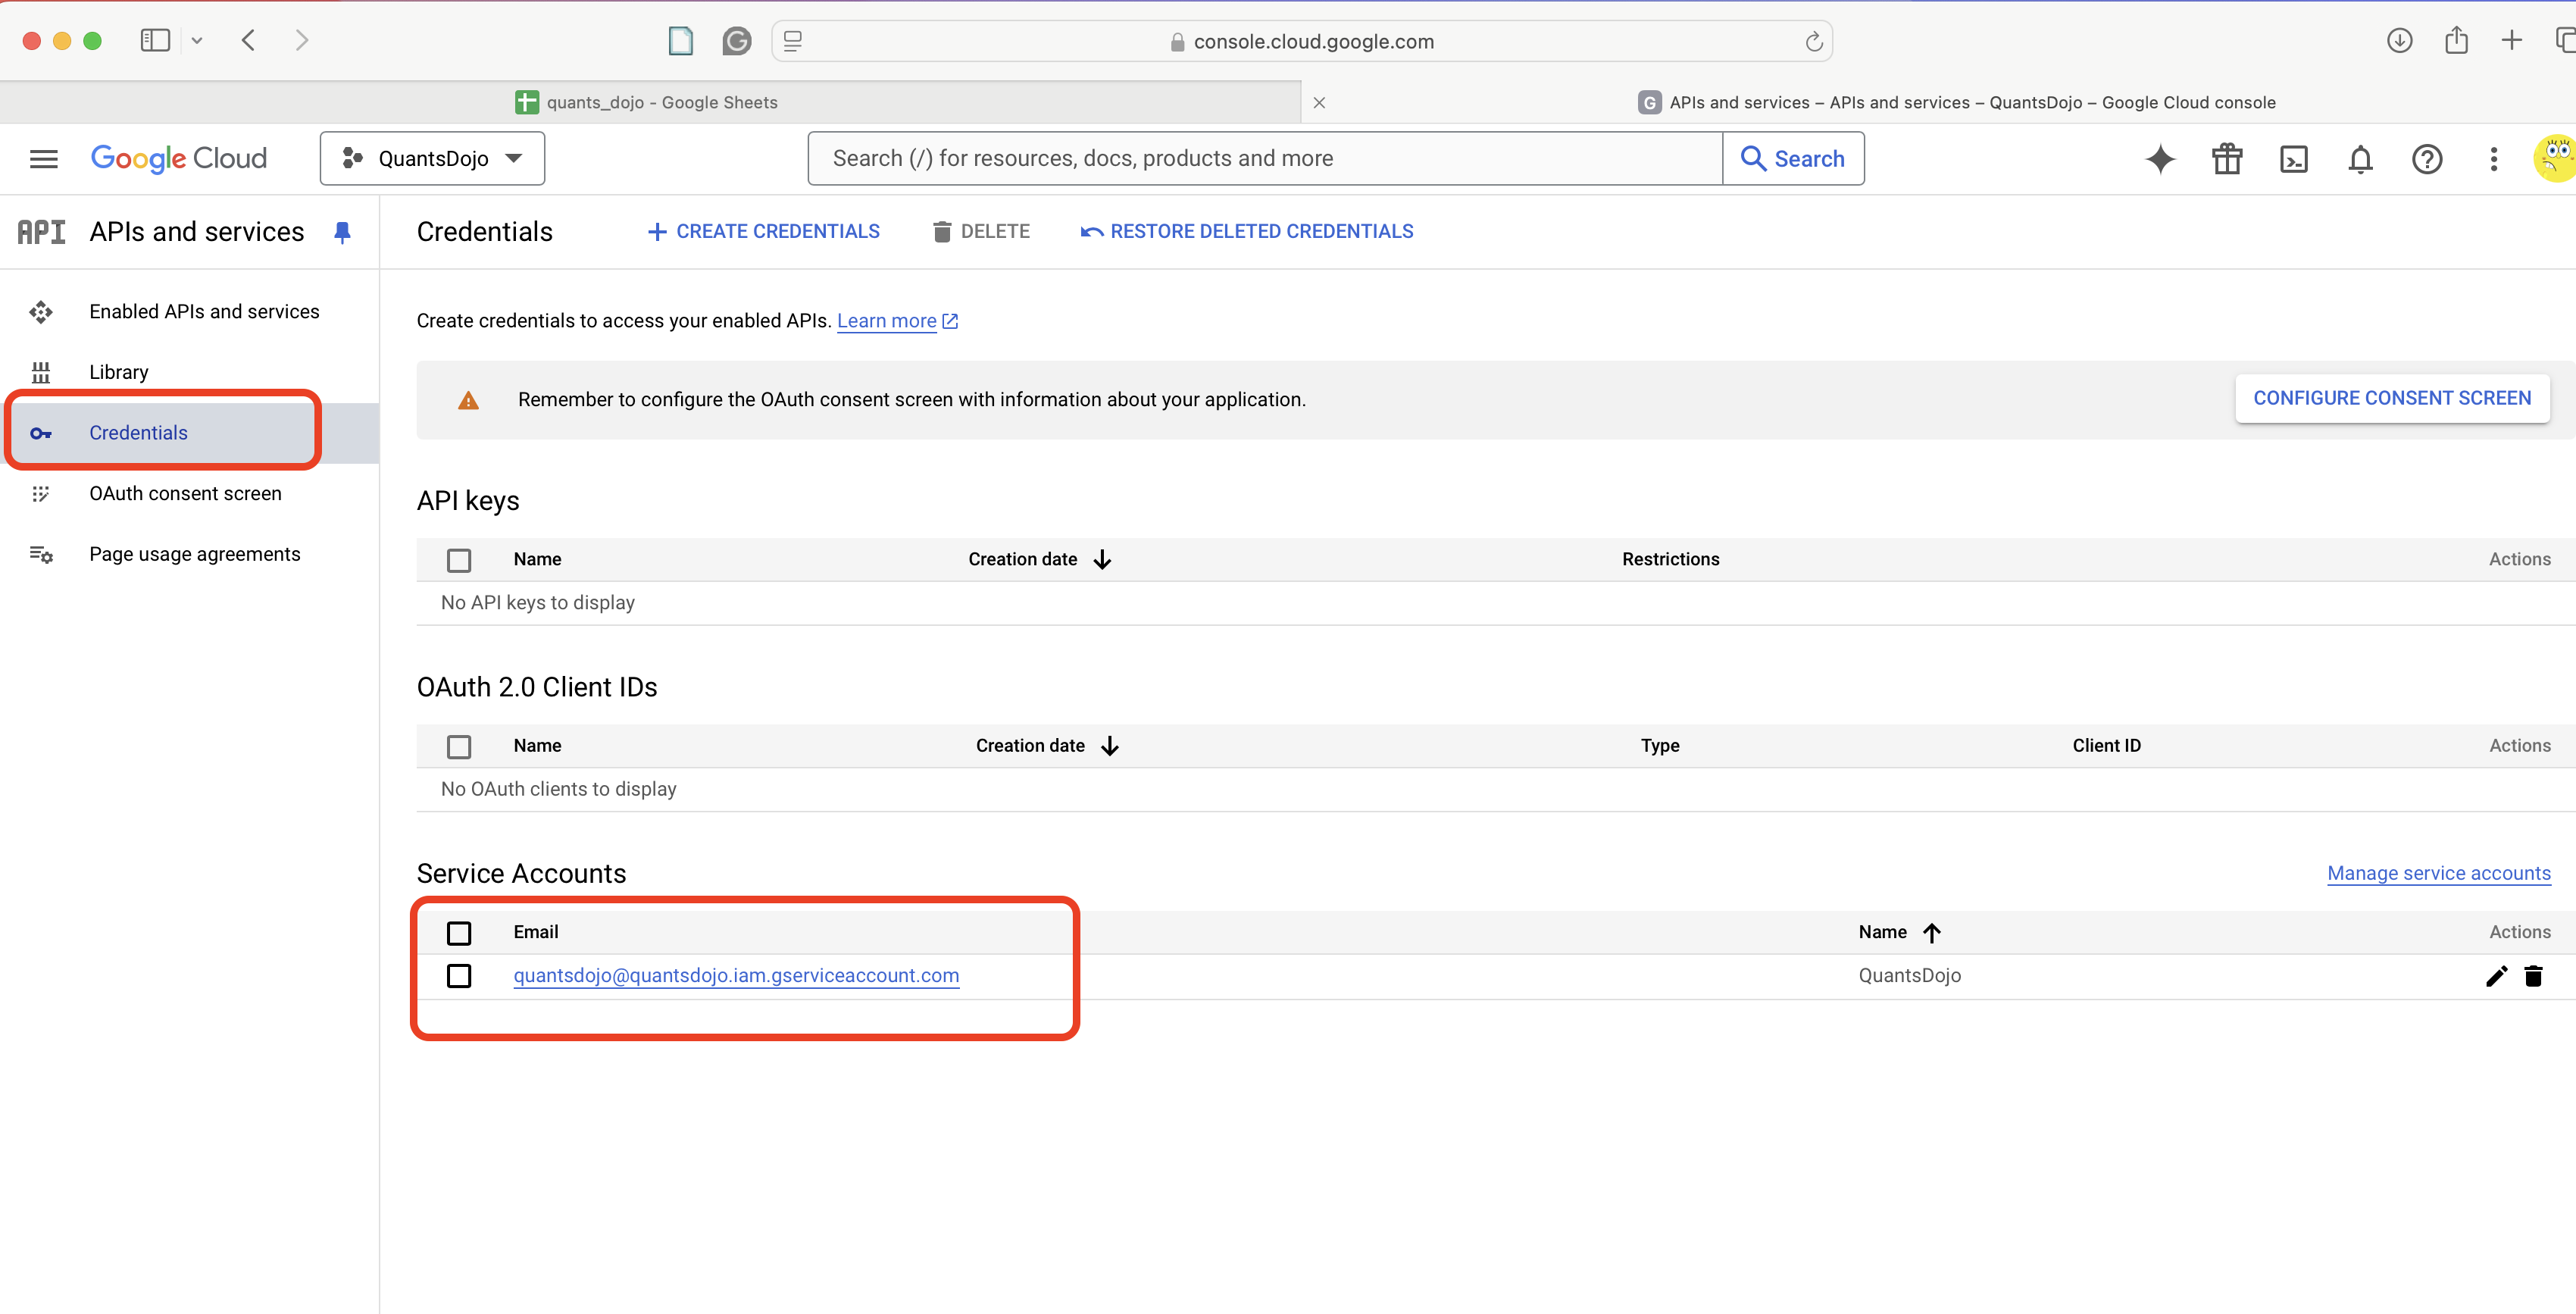 console.cloud.google.com
quants_dojo - Google Sheets
G APIs and services – APIs and services – QuantsDojo – Google Cloud console
Google Cloud
QuantsDojo
Search (/) for resources, docs, products and more
Search
API APIs and services
Credentials
CREATE CREDENTIALS
DELETE
RESTORE DELETED CREDENTIALS
Enabled APIs and services
Library
Credentials
OAuth consent screen
Page usage agreements
Create credentials to access your enabled APIs. Learn more
Remember to configure the OAuth consent screen with information about your application.
CONFIGURE CONSENT SCREEN
API keys
Name Creation date Restrictions Actions
No API keys to display
OAuth 2.0 Client IDs
Name Creation date Type Client ID Actions
No OAuth clients to display
Service Accounts
Manage service accounts
Email Name Actions
quantsdojo@quantsdojo.iam.gserviceaccount.com QuantsDojo